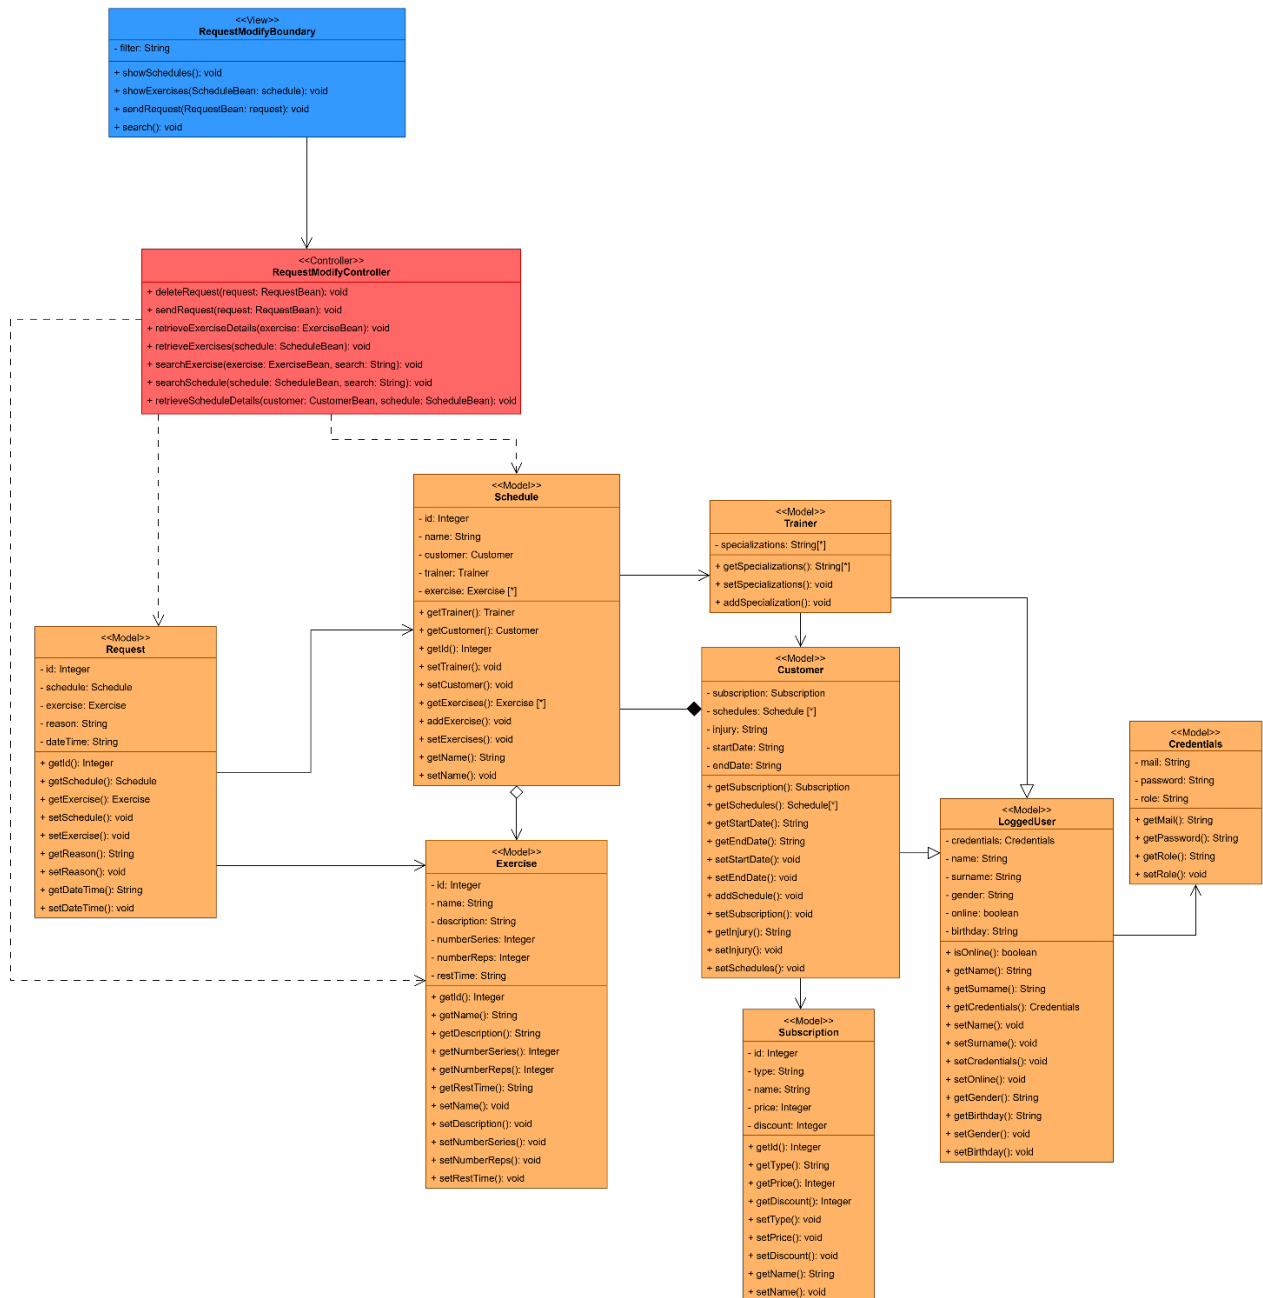 <<View>>
RequestModifyBoundary
- filter: String
+ showSchedules(): void
+ showExercises(ScheduleBean: schedule): void
+ sendRequest(RequestBean: request): void
+ search(): void
<<Controller>>
RequestModifyController
+ deleteRequest(request: RequestBean): void
+ sendRequest(request: RequestBean): void
+ retrieveExerciseDetails(exercise: ExerciseBean): void
+ retrieveExercises(schedule: ScheduleBean): void
+ searchExercise(exercise: ExerciseBean, search: String): void
+ searchSchedule(schedule: ScheduleBean, search: String): void
+ retrieveScheduleDetails(customer: CustomerBean, schedule: ScheduleBean): void
<<Model>>
Schedule
- id: Integer
- name: String
- customer: Customer
- trainer: Trainer
- exercise: Exercise [*]
+ getTrainer(): Trainer
+ getCustomer(): Customer
+ getId(): Integer
+ setTrainer(): void
+ setCustomer(): void
+ getExercises(): Exercise [*]
+ addExercise(): void
+ setExercises(): void
+ getName(): String
+ setName(): void
<<Model>>
Trainer
- specializations: String[*]
+ getSpecializations(): String[*]
+ setSpecializations(): void
+ addSpecialization(): void
<<Model>>
Request
- id: Integer
- schedule: Schedule
- exercise: Exercise
- reason: String
- dateTime: String
+ getId(): Integer
+ getSchedule(): Schedule
+ getExercise(): Exercise
+ setSchedule(): void
+ setExercise(): void
+ getReason(): String
+ setReason(): void
+ getDateTime(): String
+ setDateTime(): void
<<Model>>
Customer
- subscription: Subscription
- schedules: Schedule [*]
- injury: String
- startDate: String
- endDate: String
+ getSubscription(): Subscription
+ getSchedules(): Schedule[*]
+ getStartDate(): String
+ getEndDate(): String
+ setStartDate(): void
+ setEndDate(): void
+ addSchedule(): void
+ setSubscription(): void
+ getInjury(): String
+ setInjury(): void
+ setSchedules(): void
<<Model>>
Credentials
- mail: String
- password: String
- role: String
+ getMail(): String
+ getPassword(): String
+ getRole(): String
+ setRole(): void
<<Model>>
LoggedUser
- credentials: Credentials
- name: String
- surname: String
- gender: String
- online: boolean
- birthday: String
+ isOnline(): boolean
+ getName(): String
+ getSurname(): String
+ getCredentials(): Credentials
+ setName(): void
+ setSurname(): void
+ setCredentials(): void
+ setOnline(): void
+ getGender(): String
+ getBirthday(): String
+ setGender(): void
+ setBirthday(): void
<<Model>>
Exercise
- id: Integer
- name: String
- description: String
- numberSeries: Integer
- numberReps: Integer
- restTime: String
+ getId(): Integer
+ getName(): String
+ getDescription(): String
+ getNumberSeries(): Integer
+ getNumberReps(): Integer
+ getRestTime(): String
+ setName(): void
+ setDescription(): void
+ setNumberSeries(): void
+ setNumberReps(): void
+ setRestTime(): void
<<Model>>
Subscription
- id: Integer
- type: String
- name: String
- price: Integer
- discount: Integer
+ getId(): Integer
+ getType(): String
+ getPrice(): Integer
+ getDiscount(): Integer
+ setType(): void
+ setPrice(): void
+ setDiscount(): void
+ getName(): String
+ setName(): void